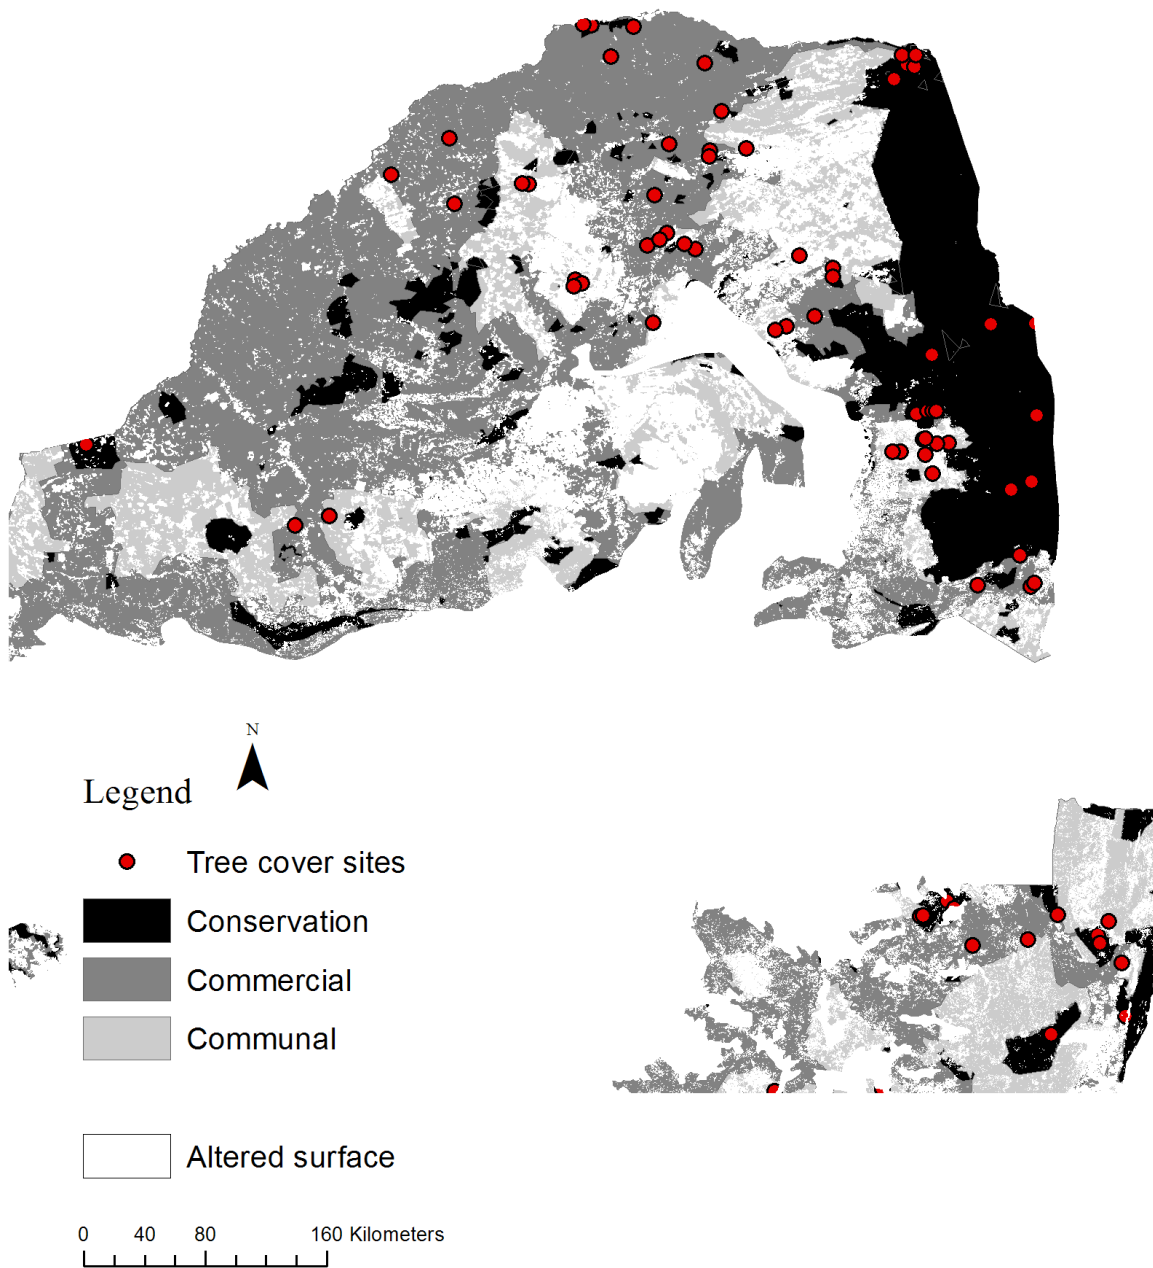 N
Legend
Tree cover sites
Conservation
Commercial
Communal
Altered surface
0 40 80 160 Kilometers